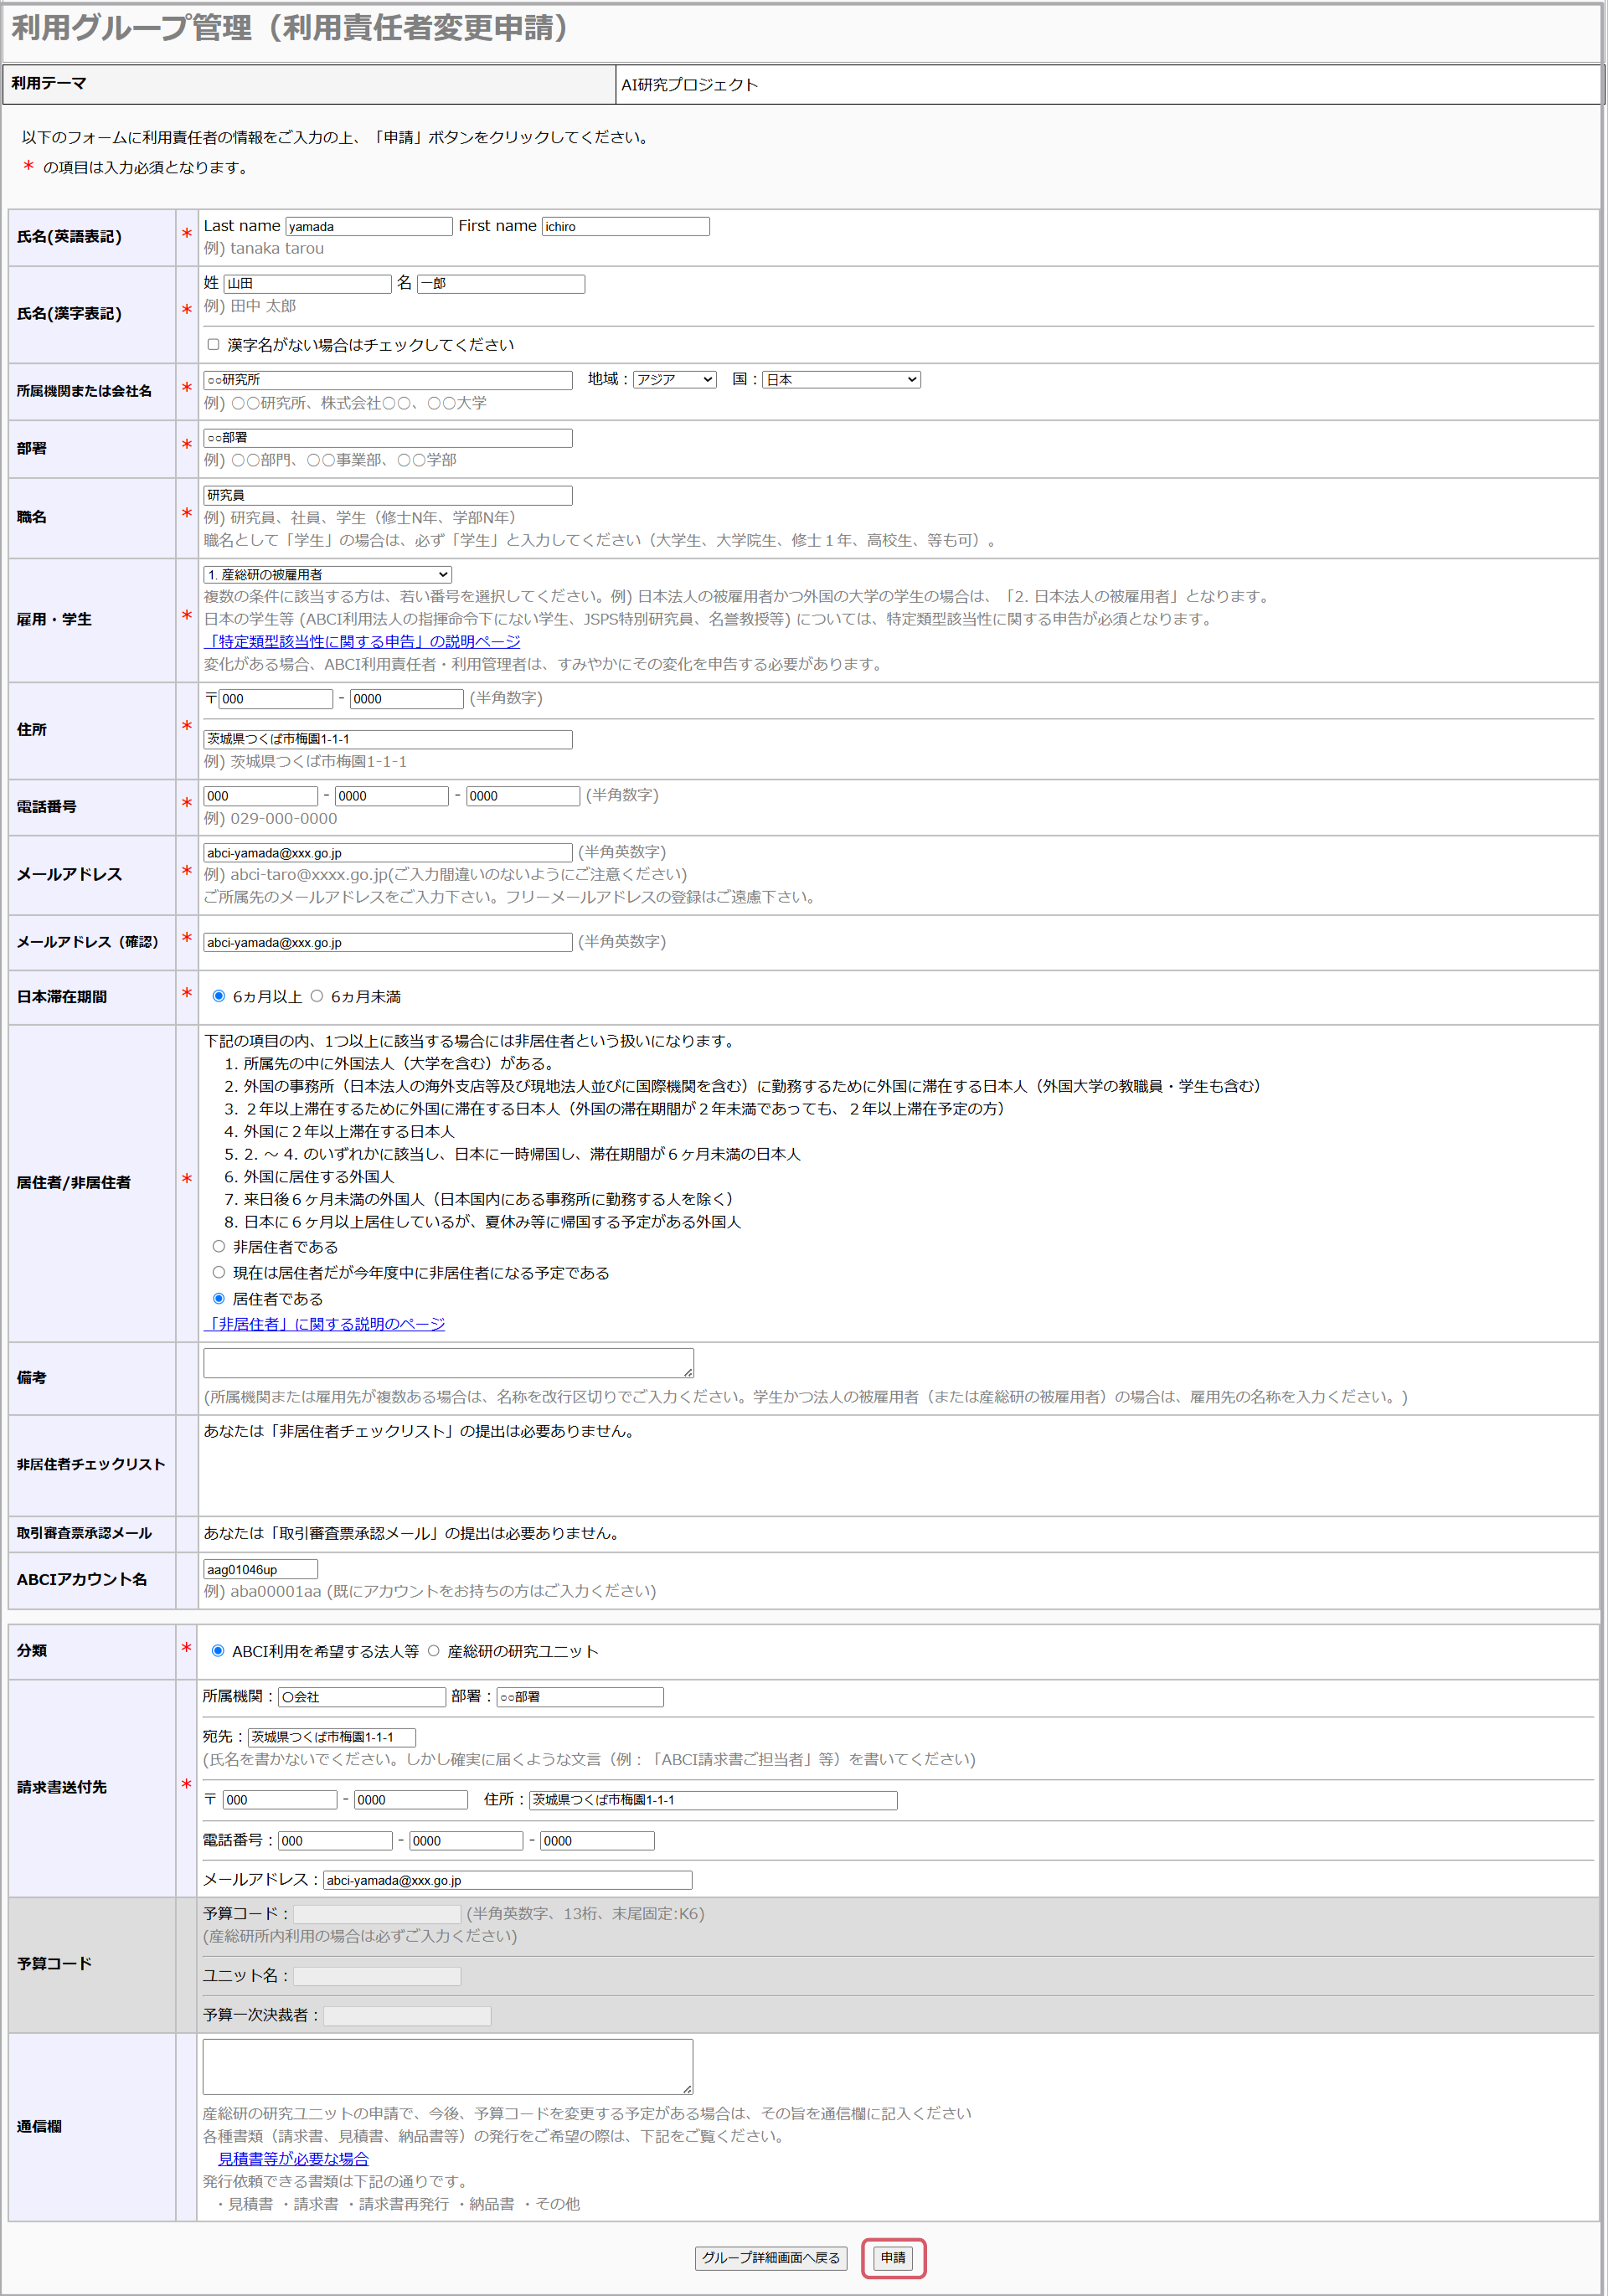 利用グループ管理（利用責任者変更申請）
利用テーマ AI研究プロジェクト
以下のフォームに利用責任者の情報をご入力の上、「申請」ボタンをクリックしてください。
* の項目は入力必須となります。
氏名(英語表記) * Last name yamada First name ichiro
例) tanaka tarou
氏名(漢字表記) * 姓 山田 名 一郎
例) 田中 太郎
漢字名がない場合はチェックしてください
所属機関または会社名 * ○○研究所 地域：アジア 国：日本
例) 〇〇研究所、株式会社〇〇、〇〇大学
部署 * ○○部署
例) 〇〇部門、〇〇事業部、〇〇学部
職名 * 研究員
例) 研究員、社員、学生（修士N年、学部N年）
職名として「学生」の場合は、必ず「学生」と入力してください（大学生、大学院生、修士１年、高校生、等も可）。
雇用・学生 * 1. 産総研の被雇用者
複数の条件に該当する方は、若い番号を選択してください。例) 日本法人の被雇用者かつ外国の大学の学生の場合は、「2. 日本法人の被雇用者」となります。
日本の学生等 (ABCI利用法人の指揮命令下にない学生、JSPS特別研究員、名誉教授等) については、特定類型該当性に関する申告が必須となります。
「特定類型該当性に関する申告」の説明ページ
変化がある場合、ABCI利用責任者・利用管理者は、すみやかにその変化を申告する必要があります。
住所 * 〒000 - 0000 (半角数字)
茨城県つくば市梅園1-1-1
例) 茨城県つくば市梅園1-1-1
電話番号 * 000 - 0000 - 0000 (半角数字)
例) 029-000-0000
メールアドレス * abci-yamada@xxx.go.jp (半角英数字)
例) abci-taro@xxxx.go.jp(ご入力間違いのないようにご注意ください)
ご所属先のメールアドレスをご入力下さい。フリーメールアドレスの登録はご遠慮下さい。
メールアドレス（確認） * abci-yamada@xxx.go.jp (半角英数字)
日本滞在期間 * 6ヵ月以上 6ヵ月未満
居住者/非居住者 *
下記の項目の内、1つ以上に該当する場合には非居住者という扱いになります。
1. 所属先の中に外国法人（大学を含む）がある。
2. 外国の事務所（日本法人の海外支店等及び現地法人並びに国際機関を含む）に勤務するために外国に滞在する日本人（外国大学の教職員・学生も含む）
3. ２年以上滞在するために外国に滞在する日本人（外国の滞在期間が２年未満であっても、２年以上滞在予定の方）
4. 外国に２年以上滞在する日本人
5. 2. ～ 4. のいずれかに該当し、日本に一時帰国し、滞在期間が６ヶ月未満の日本人
6. 外国に居住する外国人
7. 来日後６ヶ月未満の外国人（日本国内にある事務所に勤務する人を除く）
8. 日本に６ヶ月以上居住しているが、夏休み等に帰国する予定がある外国人
非居住者である
現在は居住者だが今年度中に非居住者になる予定である
居住者である
「非居住者」に関する説明のページ
備考
(所属機関または雇用先が複数ある場合は、名称を改行区切りでご入力ください。学生かつ法人の被雇用者（または産総研の被雇用者）の場合は、雇用先の名称を入力ください。)
非居住者チェックリスト あなたは「非居住者チェックリスト」の提出は必要ありません。
取引審査票承認メール あなたは「取引審査票承認メール」の提出は必要ありません。
ABCIアカウント名 aag01046up
例) aba00001aa (既にアカウントをお持ちの方はご入力ください)
分類 * ABCI利用を希望する法人等 産総研の研究ユニット
請求書送付先 * 所属機関：〇会社 部署：○○部署
宛先：茨城県つくば市梅園1-1-1
(氏名を書かないでください。しかし確実に届くような文言（例：「ABCI請求書ご担当者」等）を書いてください)
〒 000 - 0000 住所：茨城県つくば市梅園1-1-1
電話番号：000 - 0000 - 0000
メールアドレス：abci-yamada@xxx.go.jp
予算コード 予算コード： (半角英数字、13桁、末尾固定:K6)
(産総研所内利用の場合は必ずご入力ください)
ユニット名：
予算一次決裁者：
通信欄
産総研の研究ユニットの申請で、今後、予算コードを変更する予定がある場合は、その旨を通信欄に記入ください
各種書類（請求書、見積書、納品書等）の発行をご希望の際は、下記をご覧ください。
見積書等が必要な場合
発行依頼できる書類は下記の通りです。
・見積書 ・請求書 ・請求書再発行 ・納品書 ・その他
グループ詳細画面へ戻る 申請